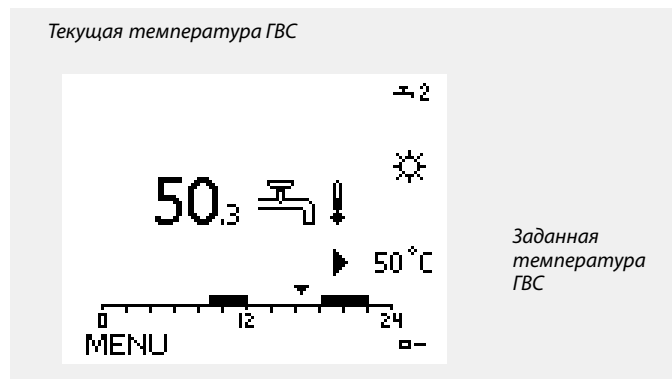 Текущая температура ГВС
2
50.3
50°C
Заданная
температура
ГВС
0 12 24
MENU